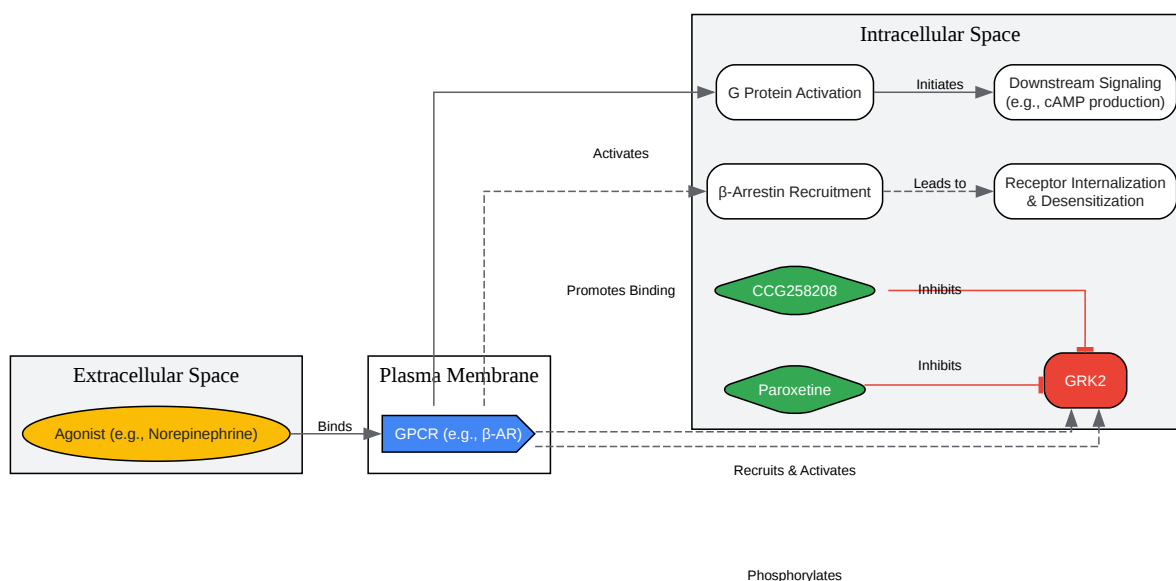 Intracellular Space
G Protein Activation
Initiates
Downstream Signaling
(e.g., cAMP production)
Activates
β-Arrestin Recruitment
Leads to
Receptor Internalization
& Desensitization
Promotes Binding
CCG258208
Inhibits
Extracellular Space
Plasma Membrane
Paroxetine
Inhibits
GRK2
Agonist (e.g., Norepinephrine)
Binds
GPCR (e.g., β-AR)
Recruits & Activates
Phosphorylates